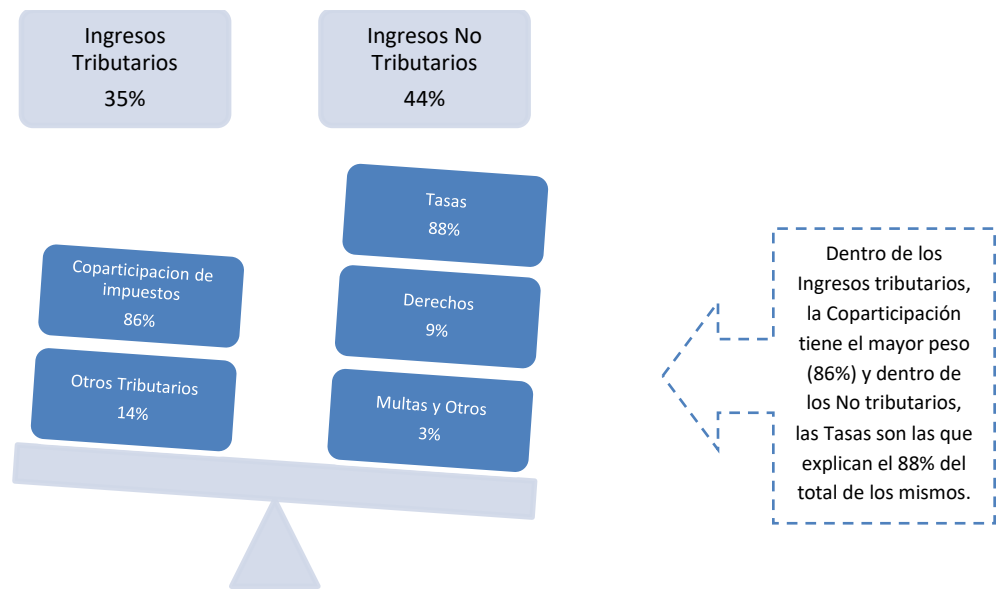 Ingresos
Tributarios
35%
Ingresos No
Tributarios
44%
Tasas
88%
Coparticipacion de
impuestos
86%
Derechos
9%
Otros Tributarios
14%
Multas y Otros
3%
Dentro de los
Ingresos tributarios,
la Coparticipación
tiene el mayor peso
(86%) y dentro de
los No tributarios,
las Tasas son las que
explican el 88% del
total de los mismos.